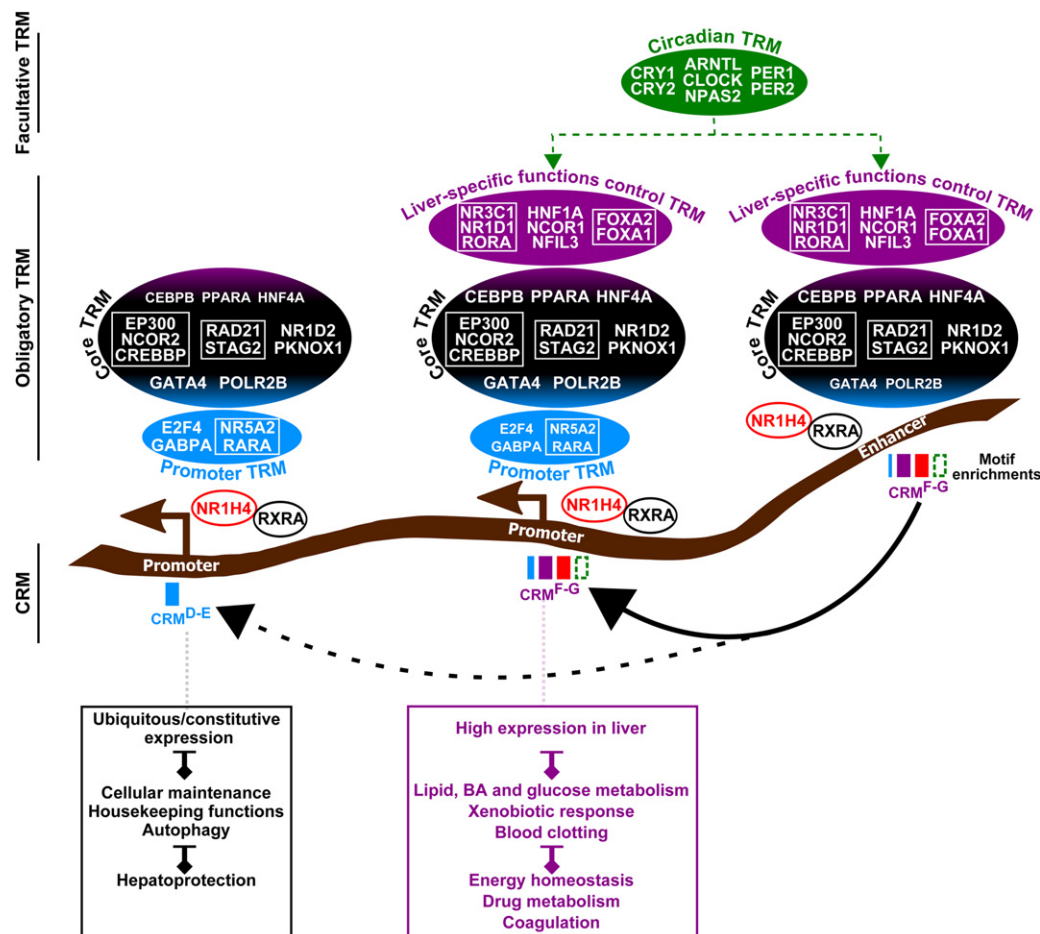 Facultative TRM
Circadian TRM
CRY1 ARNTL PER1
CRY2 CLOCK PER2
NPAS2
Obligatory TRM
Liver-specific functions control TRM
NR3C1 HNF1A FOXA2
NR1D1 NCOR1 FOXA1
RORA NFIL3
Liver-specific functions control TRM
NR3C1 HNF1A FOXA2
NR1D1 NCOR1 FOXA1
RORA NFIL3
Core TRM
CEBPB PPARA HNF4A
EP300 RAD21 NR1D2
NCOR2 STAG2 PKNOX1
CREBBP
GATA4 POLR2B
Core TRM
CEBPB PPARA HNF4A
EP300 RAD21 NR1D2
NCOR2 STAG2 PKNOX1
CREBBP
GATA4 POLR2B
Core TRM
CEBPB PPARA HNF4A
EP300 RAD21 NR1D2
NCOR2 STAG2 PKNOX1
CREBBP
GATA4 POLR2B
E2F4 NR5A2
GABPA RARA
Promoter TRM
E2F4 NR5A2
GABPA RARA
Promoter TRM
NR1H4
RXRA
Enhancer
Motif
enrichments
CRM F-G
NR1H4
RXRA
NR1H4
RXRA
CRM
Promoter
CRM D-E
Promoter
CRM F-G
Ubiquitous/constitutive
expression
Cellular maintenance
Housekeeping functions
Autophagy
Hepatoprotection
High expression in liver
Lipid, BA and glucose metabolism
Xenobiotic response
Blood clotting
Energy homeostasis
Drug metabolism
Coagulation